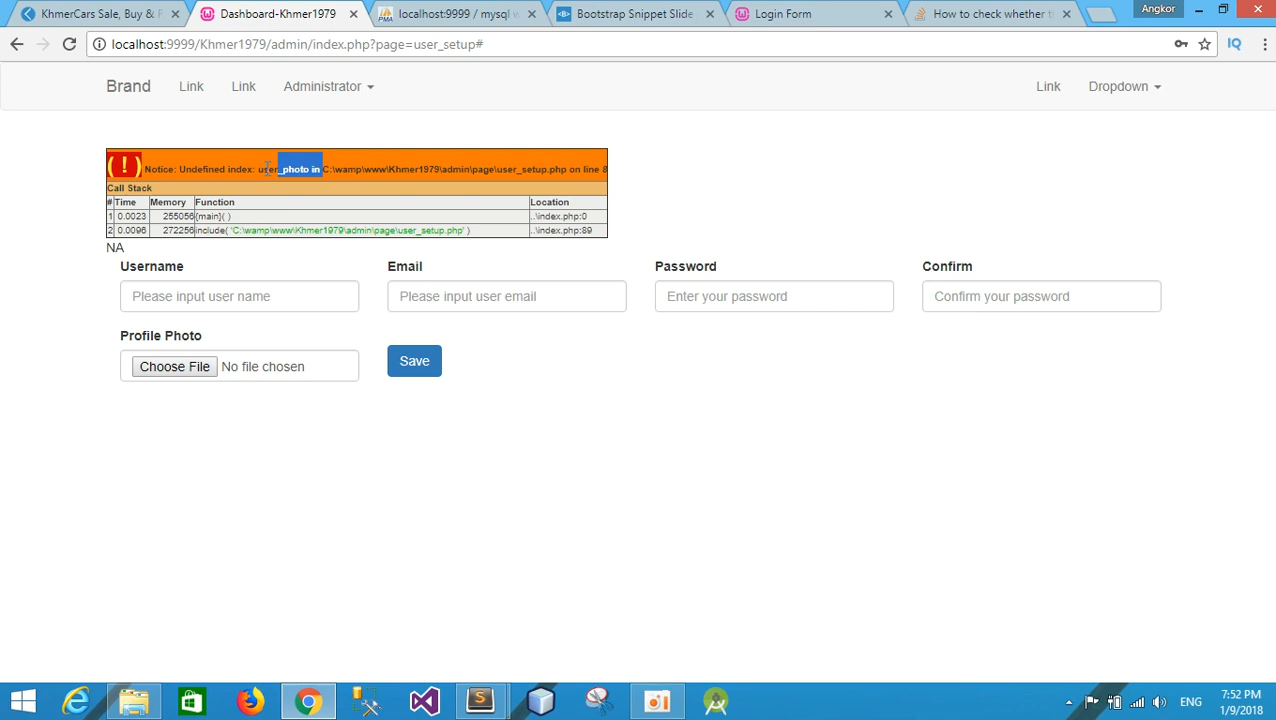 KhmerCars Sale, Buy & P
Dashboard-Khmer1979
localhost:9999 / mysql w
Bootstrap Snippet Slide
Login Form
How to check whether t
Angkor
localhost:9999/Khmer1979/admin/index.php?page=user_setup#
Brand Link Link Administrator Link Dropdown
( ! ) Notice: Undefined index: user_photo in C:\wamp\www\Khmer1979\admin\page\user_setup.php on line 8
Call Stack
# Time Memory Function Location
1 0.0023 255056 {main}( ) ..\index.php:0
2 0.0096 272256 include( 'C:\wamp\www\Khmer1979\admin\page\user_setup.php' ) ..\index.php:89
NA
Username Email Password Confirm
Please input user name Please input user email Enter your password Confirm your password
Profile Photo
Choose File No file chosen Save
ENG
7:52 PM
1/9/2018